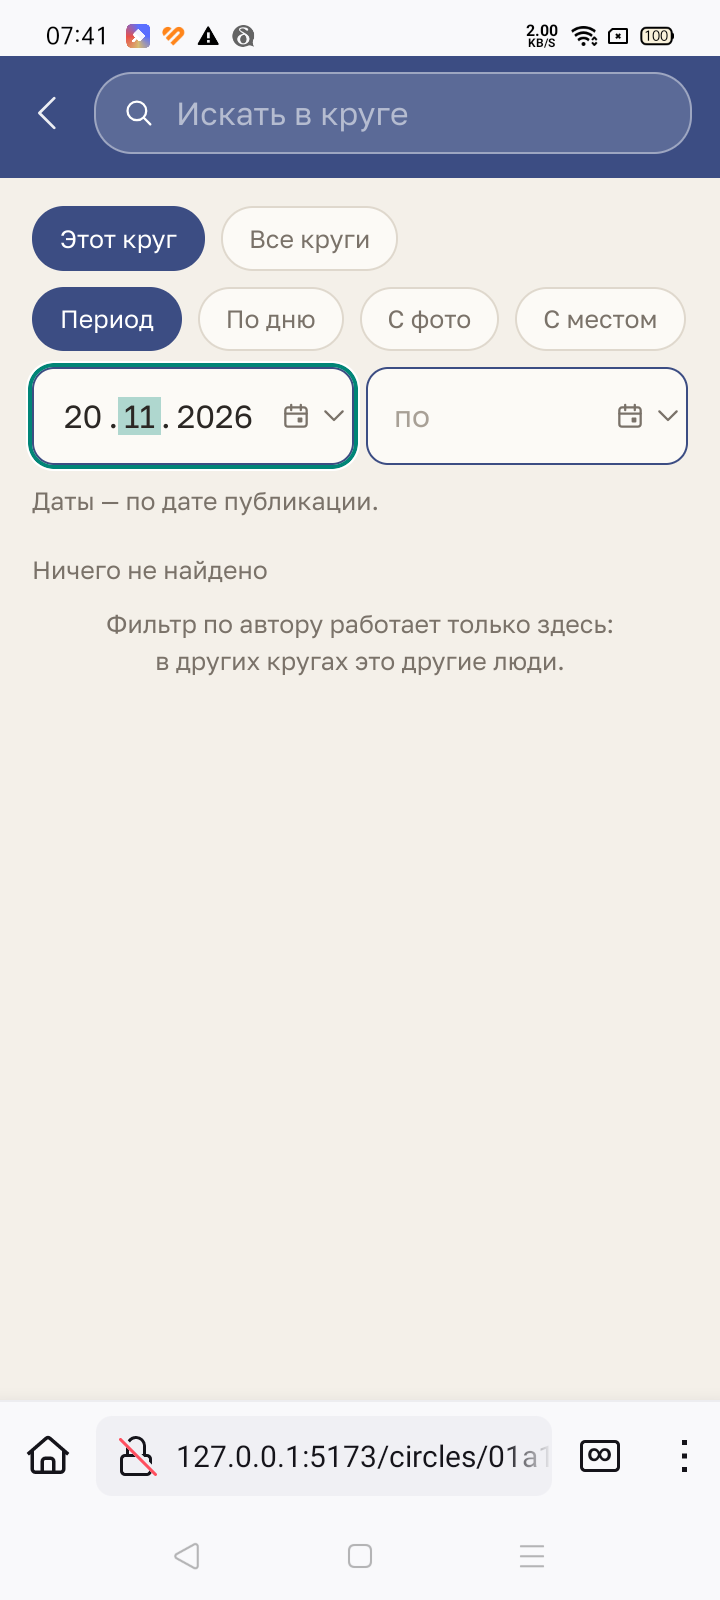 07:41
2.00
KB/S
100
Искать в круге
Этот круг
Все круги
Период
По дню
С фото
С местом
20 . 11 . 2026
по
Даты — по дате публикации.
Ничего не найдено
Фильтр по автору работает только здесь:
в других кругах это другие люди.
127.0.0.1:5173/circles/01a1